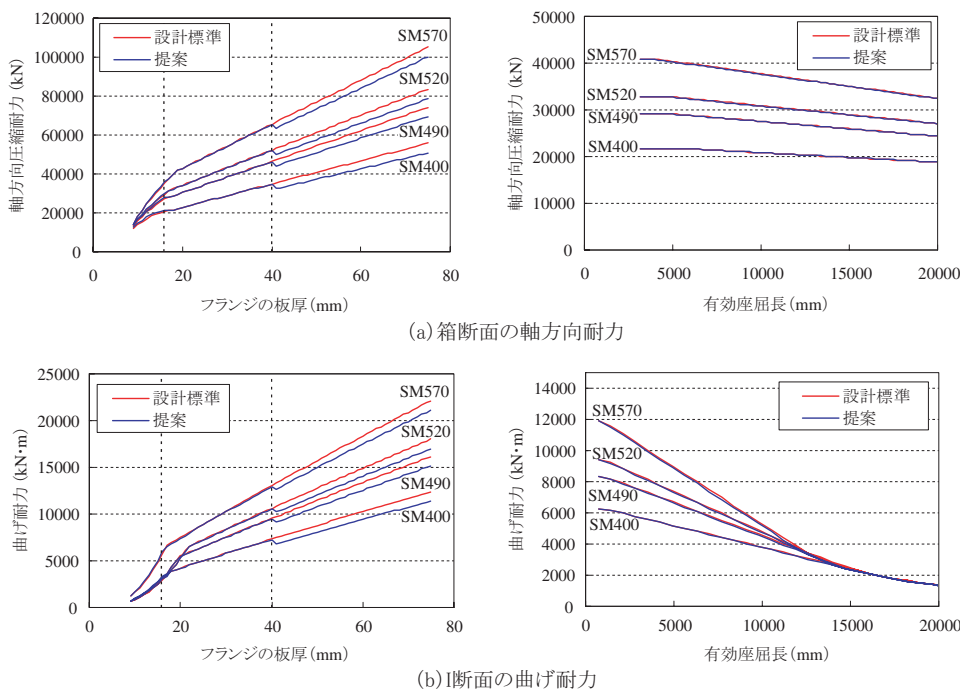 120000
100000
80000
60000
40000
20000
0
軸方向圧縮耐力(kN)
設計標準
提案
SM570
SM520
SM490
SM400
0 20 40 60 80
フランジの板厚(mm)
50000
40000
30000
20000
10000
0
軸方向圧縮耐力(kN)
設計標準
提案
SM570
SM520
SM490
SM400
0 5000 10000 15000 20000
有効座屈長(mm)
(a)箱断面の軸方向耐力
25000
20000
15000
10000
5000
0
曲げ耐力(kN・m)
設計標準
提案
SM570
SM520
SM490
SM400
0 20 40 60 80
フランジの板厚(mm)
14000
12000
10000
8000
6000
4000
2000
0
曲げ耐力(kN・m)
設計標準
提案
SM570
SM520
SM490
SM400
0 5000 10000 15000 20000
有効座屈長(mm)
(b)I断面の曲げ耐力